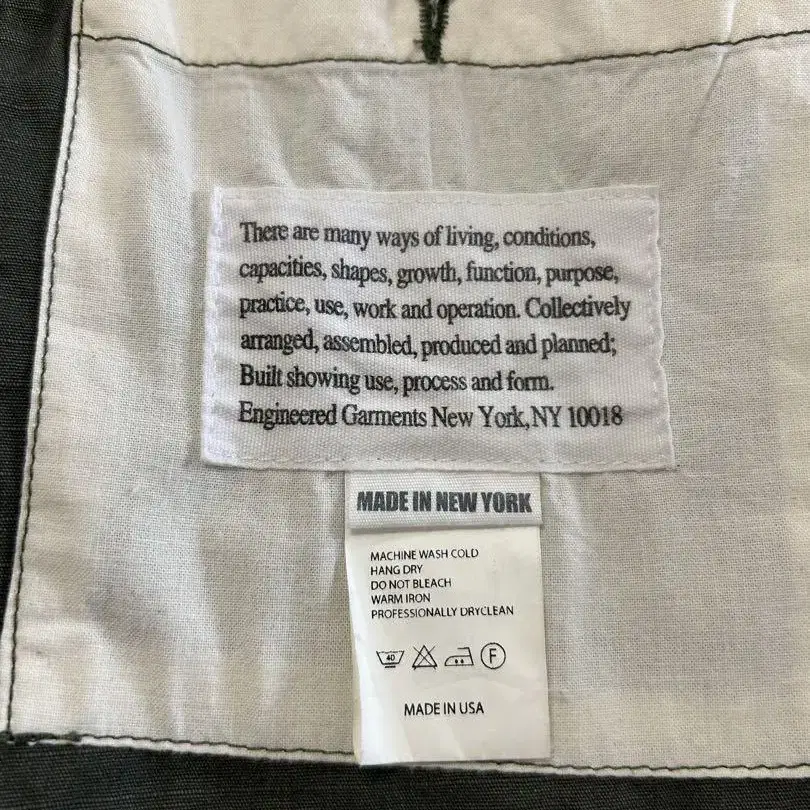 There are many ways of living, conditions,
capacities, shapes, growth, function, purpose,
practice, use, work and operation. Collectively
arranged, assembled, produced and planned;
Built showing use, process and form.
Engineered Garments New York, NY 10018
MADE IN NEW YORK
MACHINE WASH COLD
HANG DRY
DO NOT BLEACH
WARM IRON
PROFESSIONALLY DRYCLEAN
40 F
MADE IN USA